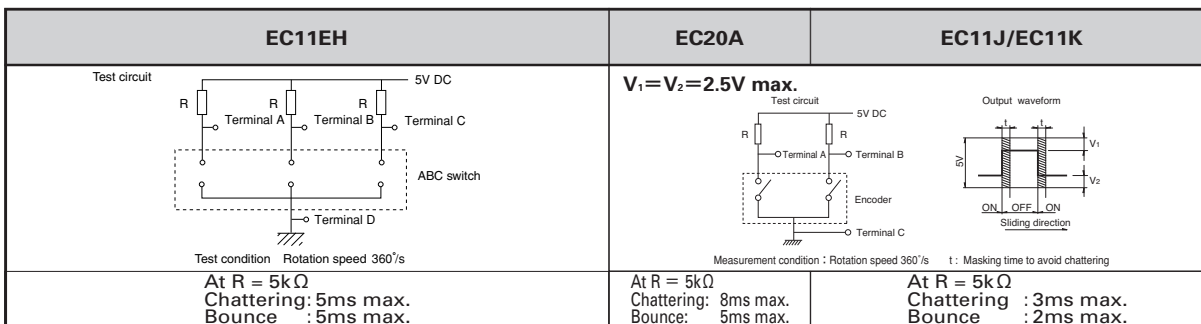 EC11EH
EC20A
EC11J/EC11K
Test circuit
5V DC
R
R
R
Terminal A
Terminal B
Terminal C
ABC switch
Terminal D
Test condition Rotation speed 360˚/s
V₁＝V₂＝2.5V max.
Test circuit
5V DC
R
R
Terminal A
Terminal B
Encoder
Terminal C
Output waveform
t
t
V1
5V
V2
ON OFF ON
Sliding direction
Measurement condition：Rotation speed 360˚/s t : Masking time to avoid chattering
At R = 5kΩ
Chattering: 5ms max.
Bounce : 5ms max.
At R = 5kΩ
Chattering: 8ms max.
Bounce: 5ms max.
At R = 5kΩ
Chattering : 3ms max.
Bounce : 2ms max.